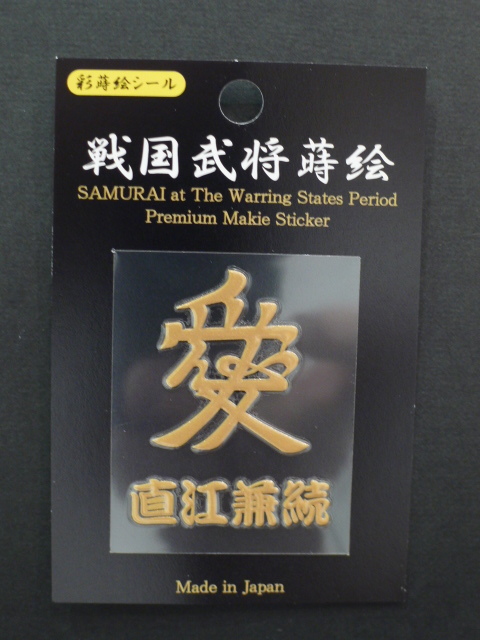 彩蒔絵シール
戦国武将蒔絵
SAMURAI at The Warring States Period
Premium Makie Sticker
愛
直江兼続
Made in Japan